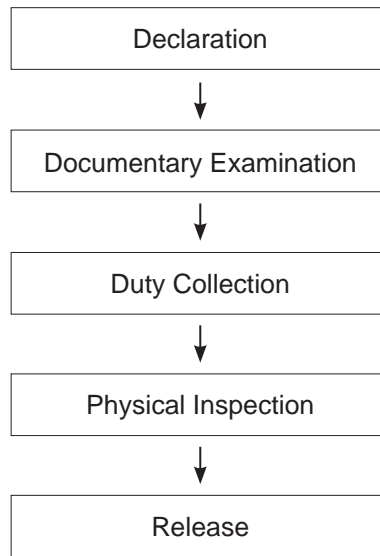 Declaration
Documentary Examination
Duty Collection
Physical Inspection
Release